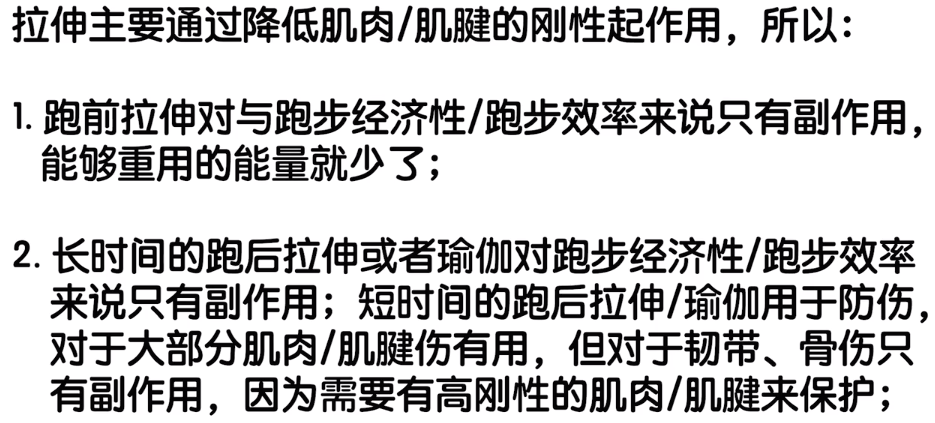 拉伸主要通过降低肌肉/肌腱的刚性起作用，所以：
1. 跑前拉伸对与跑步经济性/跑步效率来说只有副作用，
能够重用的能量就少了；
2. 长时间的跑后拉伸或者瑜伽对跑步经济性/跑步效率
来说只有副作用；短时间的跑后拉伸/瑜伽用于防伤，
对于大部分肌肉/肌腱伤有用，但对于韧带、骨伤只
有副作用，因为需要有高刚性的肌肉/肌腱来保护；